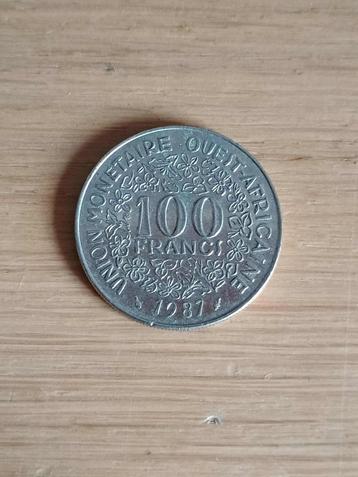 UNION MONETAIRE OUEST-AFRICAINE
100
FRANCS
1987